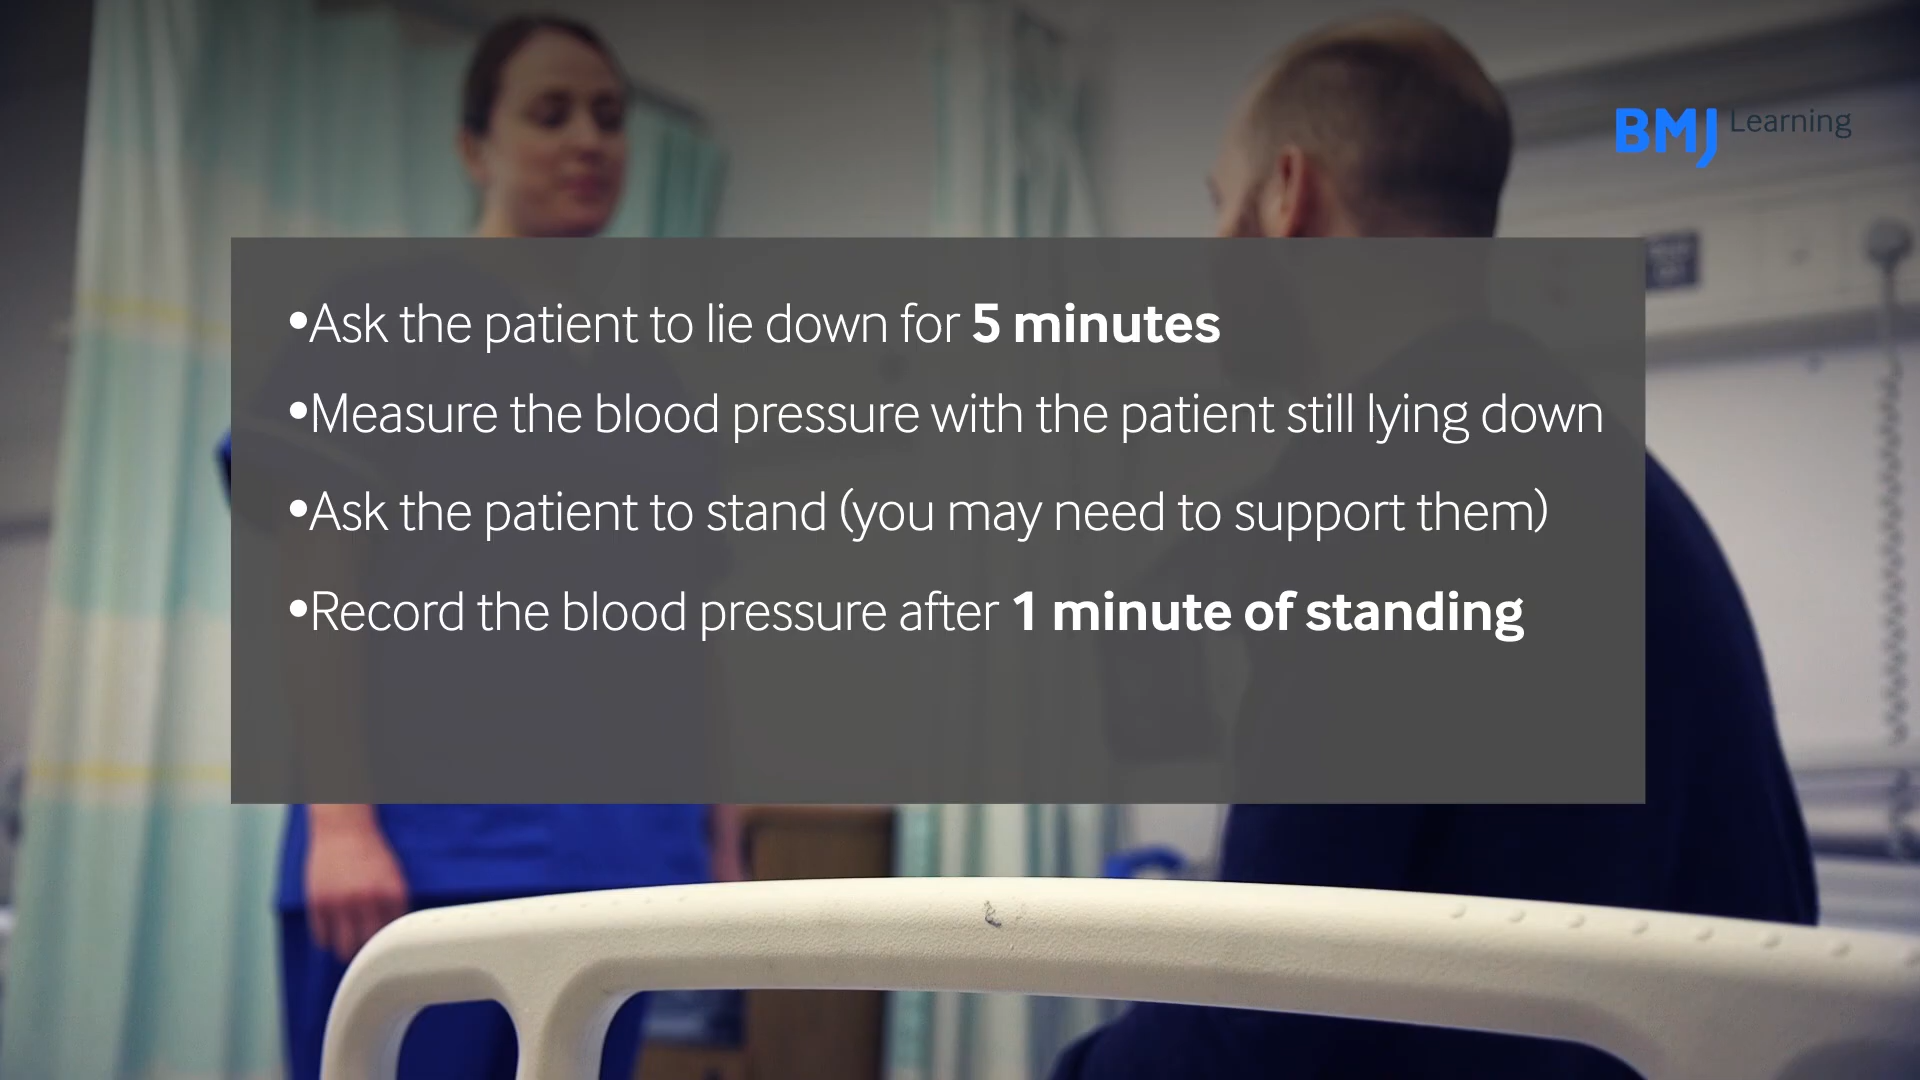 BMJ Learning
•Ask the patient to lie down for 5 minutes
•Measure the blood pressure with the patient still lying down
•Ask the patient to stand (you may need to support them)
•Record the blood pressure after 1 minute of standing